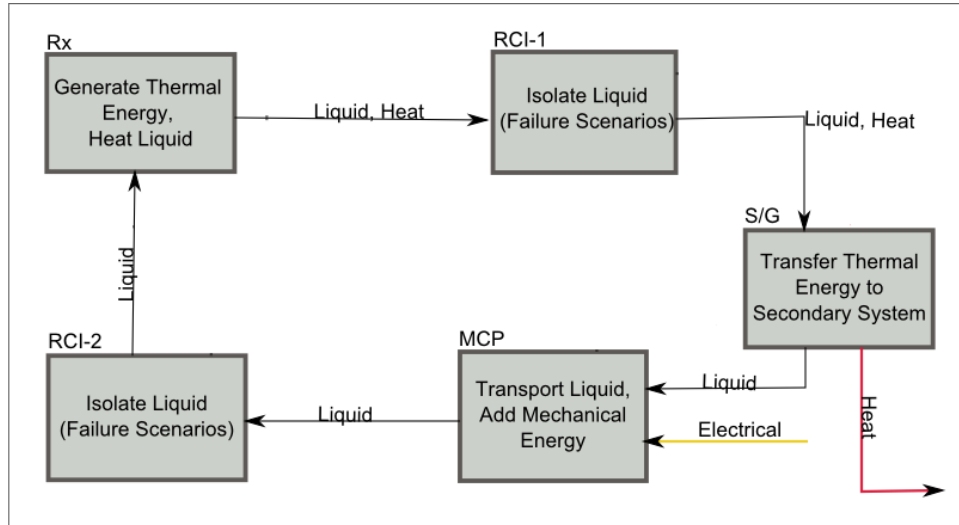 Rx
Generate Thermal
Energy,
Heat Liquid
Liquid, Heat
RCI-1
Isolate Liquid
(Failure Scenarios)
Liquid, Heat
S/G
Transfer Thermal
Energy to
Secondary System
Heat
Liquid
Electrical
MCP
Transport Liquid,
Add Mechanical
Energy
Liquid
RCI-2
Isolate Liquid
(Failure Scenarios)
Liquid